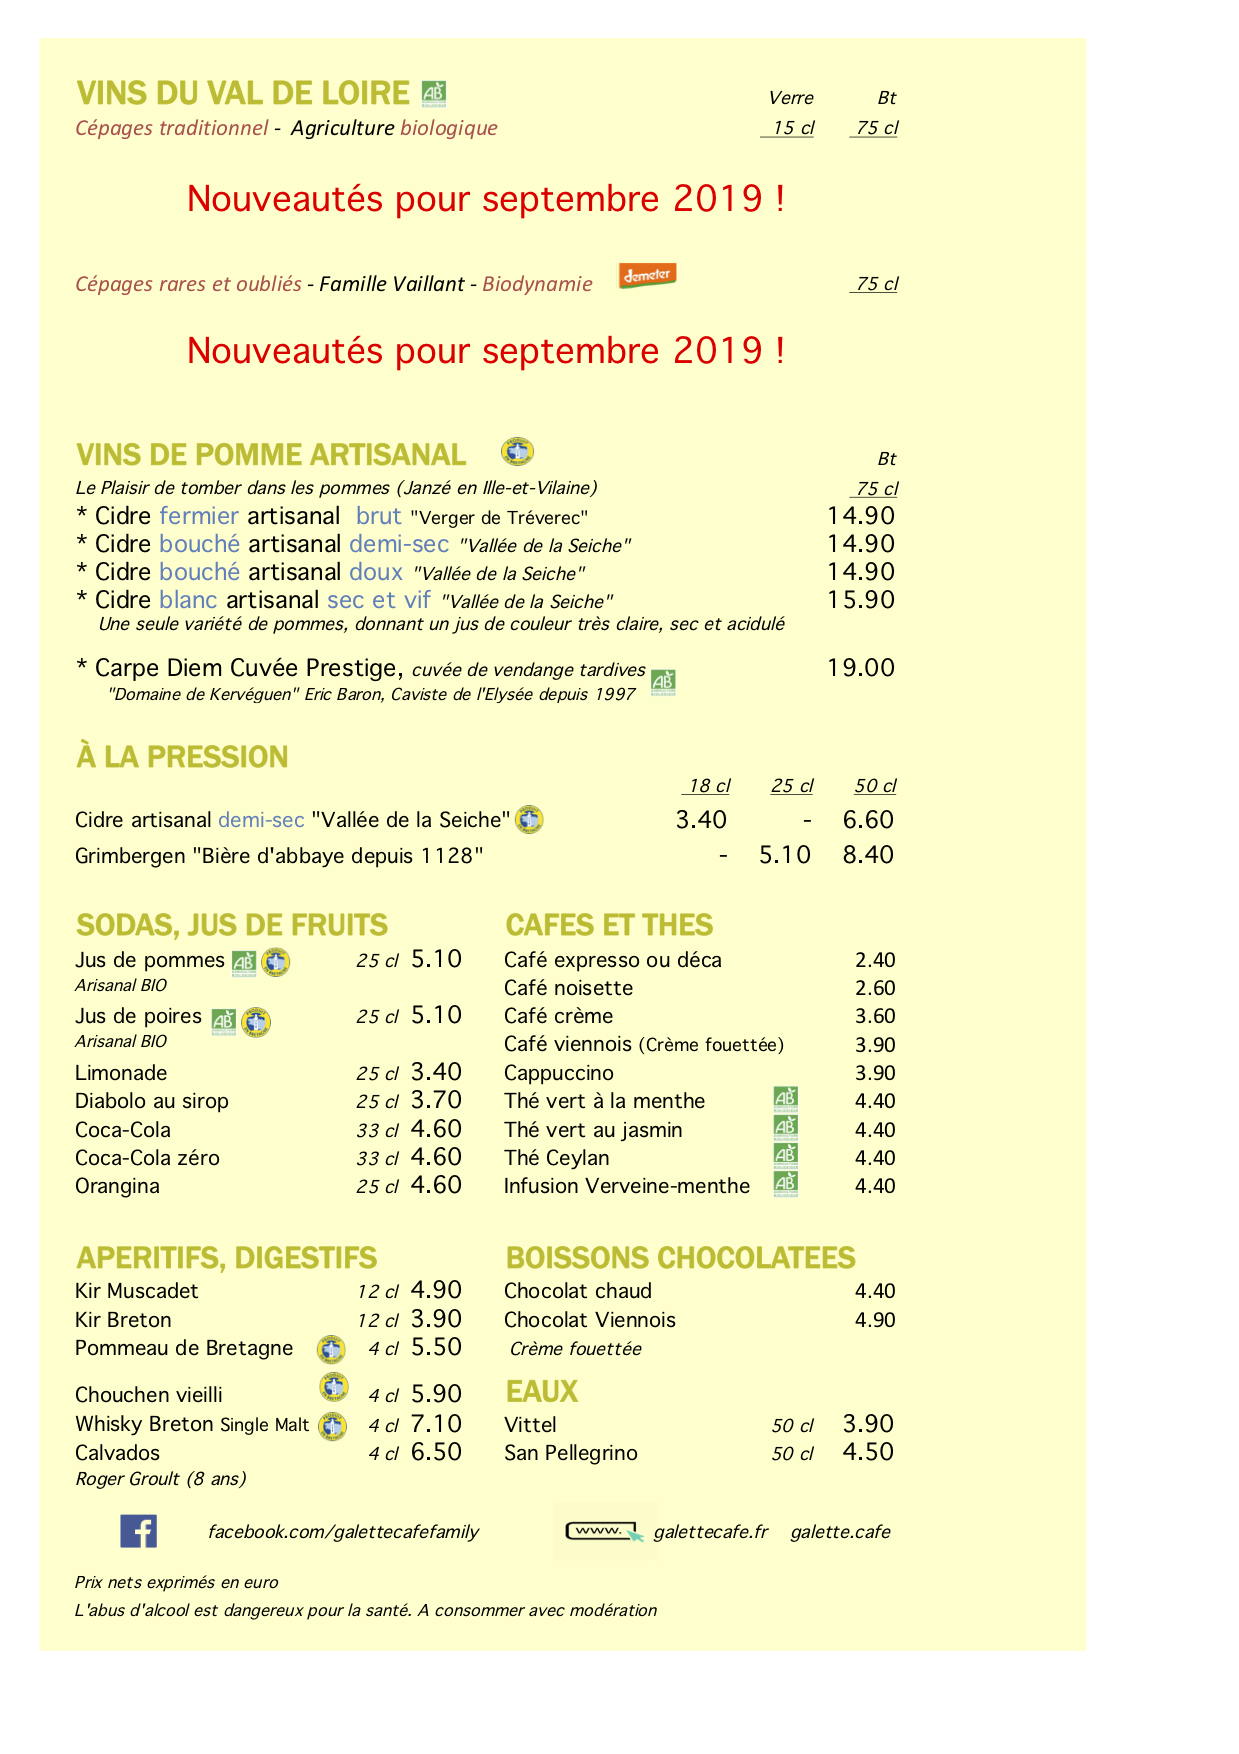 VINS DU VAL DE LOIRE AB Verre Bt
Cépages traditionnel - Agriculture biologique 15 cl 75 cl
Nouveautés pour septembre 2019 !
Cépages rares et oubliés - Famille Vaillant - Biodynamie demeter 75 cl
Nouveautés pour septembre 2019 !
VINS DE POMME ARTISANAL Bt
Le Plaisir de tomber dans les pommes (Janzé en Ille-et-Vilaine) 75 cl
* Cidre fermier artisanal brut "Verger de Tréverec" 14.90
* Cidre bouché artisanal demi-sec "Vallée de la Seiche" 14.90
* Cidre bouché artisanal doux "Vallée de la Seiche" 14.90
* Cidre blanc artisanal sec et vif "Vallée de la Seiche" 15.90
Une seule variété de pommes, donnant un jus de couleur très claire, sec et acidulé
* Carpe Diem Cuvée Prestige, cuvée de vendange tardives AB 19.00
"Domaine de Kervéguen" Eric Baron, Caviste de l'Elysée depuis 1997
À LA PRESSION
18 cl 25 cl 50 cl
Cidre artisanal demi-sec "Vallée de la Seiche" 3.40 - 6.60
Grimbergen "Bière d'abbaye depuis 1128" - 5.10 8.40
SODAS, JUS DE FRUITS
Jus de pommes AB 25 cl 5.10
Arisanal BIO
Jus de poires AB 25 cl 5.10
Arisanal BIO
Limonade 25 cl 3.40
Diabolo au sirop 25 cl 3.70
Coca-Cola 33 cl 4.60
Coca-Cola zéro 33 cl 4.60
Orangina 25 cl 4.60
CAFES ET THES
Café expresso ou déca 2.40
Café noisette 2.60
Café crème 3.60
Café viennois (Crème fouettée) 3.90
Cappuccino 3.90
Thé vert à la menthe AB 4.40
Thé vert au jasmin AB 4.40
Thé Ceylan AB 4.40
Infusion Verveine-menthe AB 4.40
APERITIFS, DIGESTIFS
Kir Muscadet 12 cl 4.90
Kir Breton 12 cl 3.90
Pommeau de Bretagne 4 cl 5.50
Chouchen vieilli 4 cl 5.90
Whisky Breton Single Malt 4 cl 7.10
Calvados 4 cl 6.50
Roger Groult (8 ans)
BOISSONS CHOCOLATEES
Chocolat chaud 4.40
Chocolat Viennois 4.90
Crème fouettée
EAUX
Vittel 50 cl 3.90
San Pellegrino 50 cl 4.50
f facebook.com/galettecafefamily www. galettecafe.fr galette.cafe
Prix nets exprimés en euro
L'abus d'alcool est dangereux pour la santé. A consommer avec modération